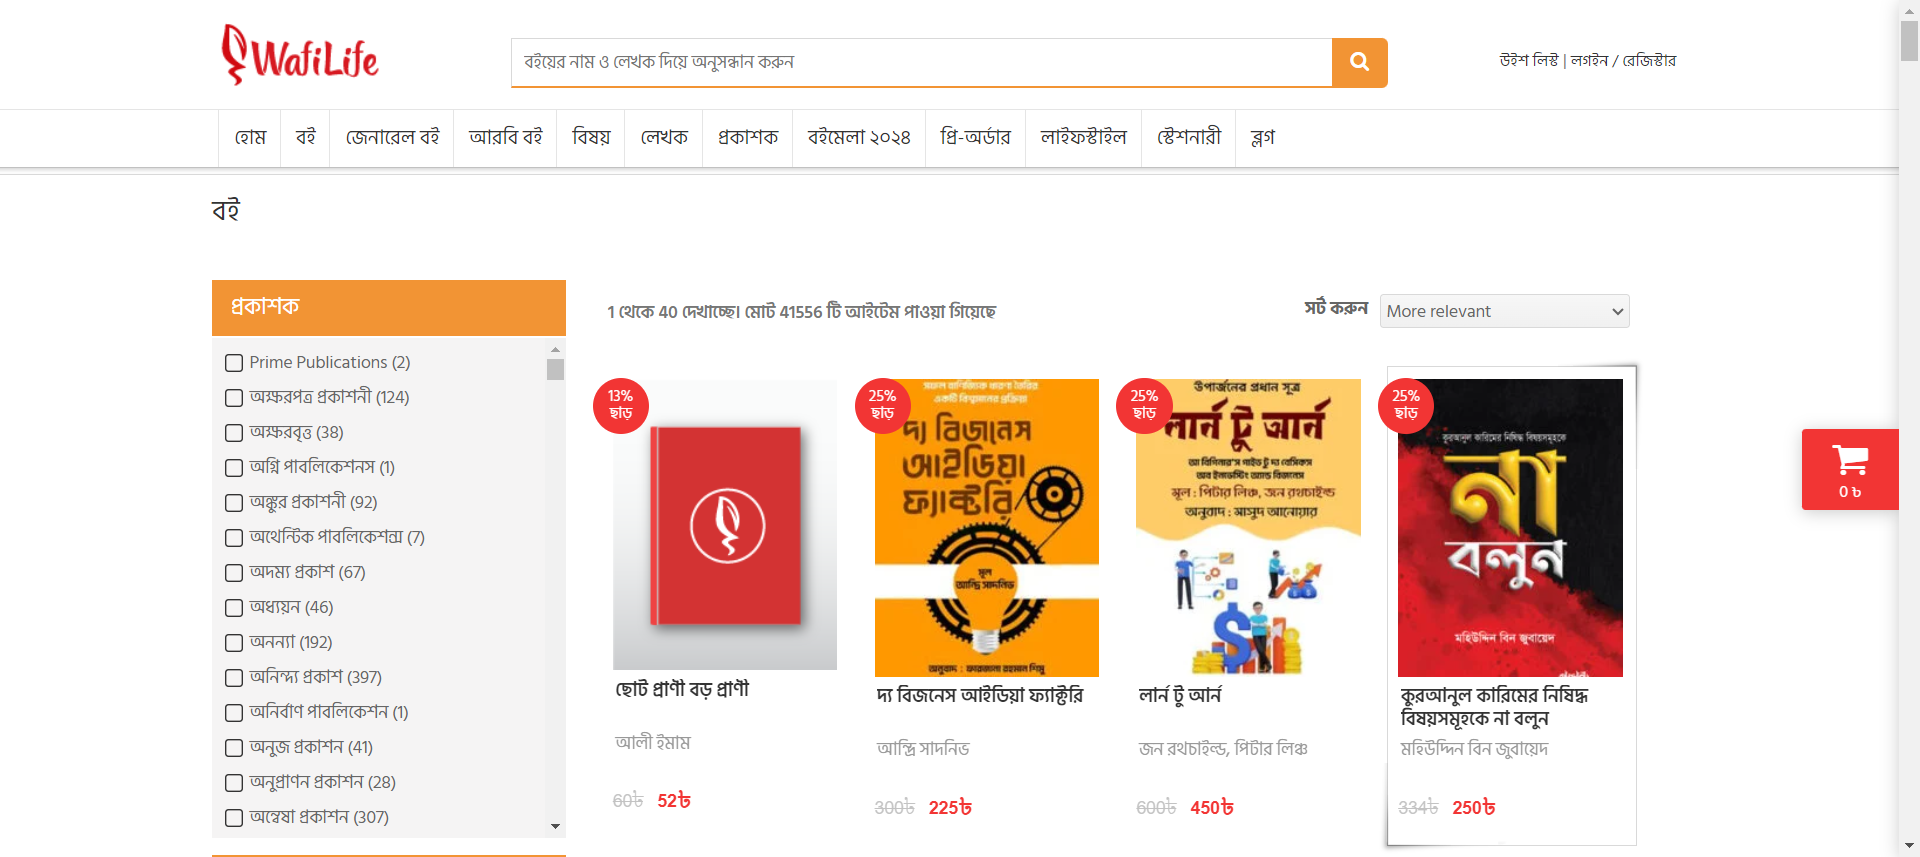 WafiLife
বইয়ের নাম ও লেখক দিয়ে অনুসন্ধান করুন
উইশ লিস্ট | লগইন / রেজিস্টার
হোম
বই
জেনারেল বই
আরবি বই
বিষয়
লেখক
প্রকাশক
বইমেলা ২০২৪
প্রি-অর্ডার
লাইফস্টাইল
স্টেশনারী
ব্লগ
বই
প্রকাশক
Prime Publications (2)
অক্ষরপত্র প্রকাশনী (124)
অক্ষরবৃত্ত (38)
অগ্নি পাবলিকেশনস (1)
অঙ্কুর প্রকাশনী (92)
অথেন্টিক পাবলিকেশন্স (7)
অদম্য প্রকাশ (67)
অধ্যয়ন (46)
অনন্যা (192)
অনিন্দ্য প্রকাশ (397)
অনির্বাণ পাবলিকেশন (1)
অনুজ প্রকাশন (41)
অনুপ্রাণন প্রকাশন (28)
অন্বেষা প্রকাশন (307)
1 থেকে 40 দেখাচ্ছে। মোট 41556 টি আইটেম পাওয়া গিয়েছে
সর্ট করুন
More relevant
13%
ছাড়
ছোট প্রাণী বড় প্রাণী
আলী ইমাম
60৳ 52৳
25%
ছাড়
সফল বাণিজ্যিক ধারণা তৈরির
একটি বিশ্বমানের প্রক্রিয়া
দ্য বিজনেস
আইডিয়া
ফ্যাক্টরি
মূল
আন্দ্রি সাদনিভ
অনুবাদ : ফারজানা রহমান শিমু
দ্য বিজনেস আইডিয়া ফ্যাক্টরি
আন্দ্রি সাদনিভ
300৳ 225৳
25%
ছাড়
উপার্জনের প্রধান সূত্র
লার্ন টু আর্ন
আ বিগিনার'স গাইড টু দ্য বেসিকস
অব ইনভেস্টিং অ্যান্ড বিজনেস
মূল : পিটার লিঞ্চ, জন রথচাইল্ড
অনুবাদ : মাসুদ আনোয়ার
লার্ন টু আর্ন
জন রথচাইল্ড, পিটার লিঞ্চ
600৳ 450৳
25%
ছাড়
কুরআনুল কারিমের নিষিদ্ধ বিষয়সমূহকে
না
বলুন
মহিউদ্দিন বিন জুবায়েদ
কুরআনুল কারিমের নিষিদ্ধ
বিষয়সমূহকে না বলুন
মহিউদ্দিন বিন জুবায়েদ
334৳ 250৳
0 ৳